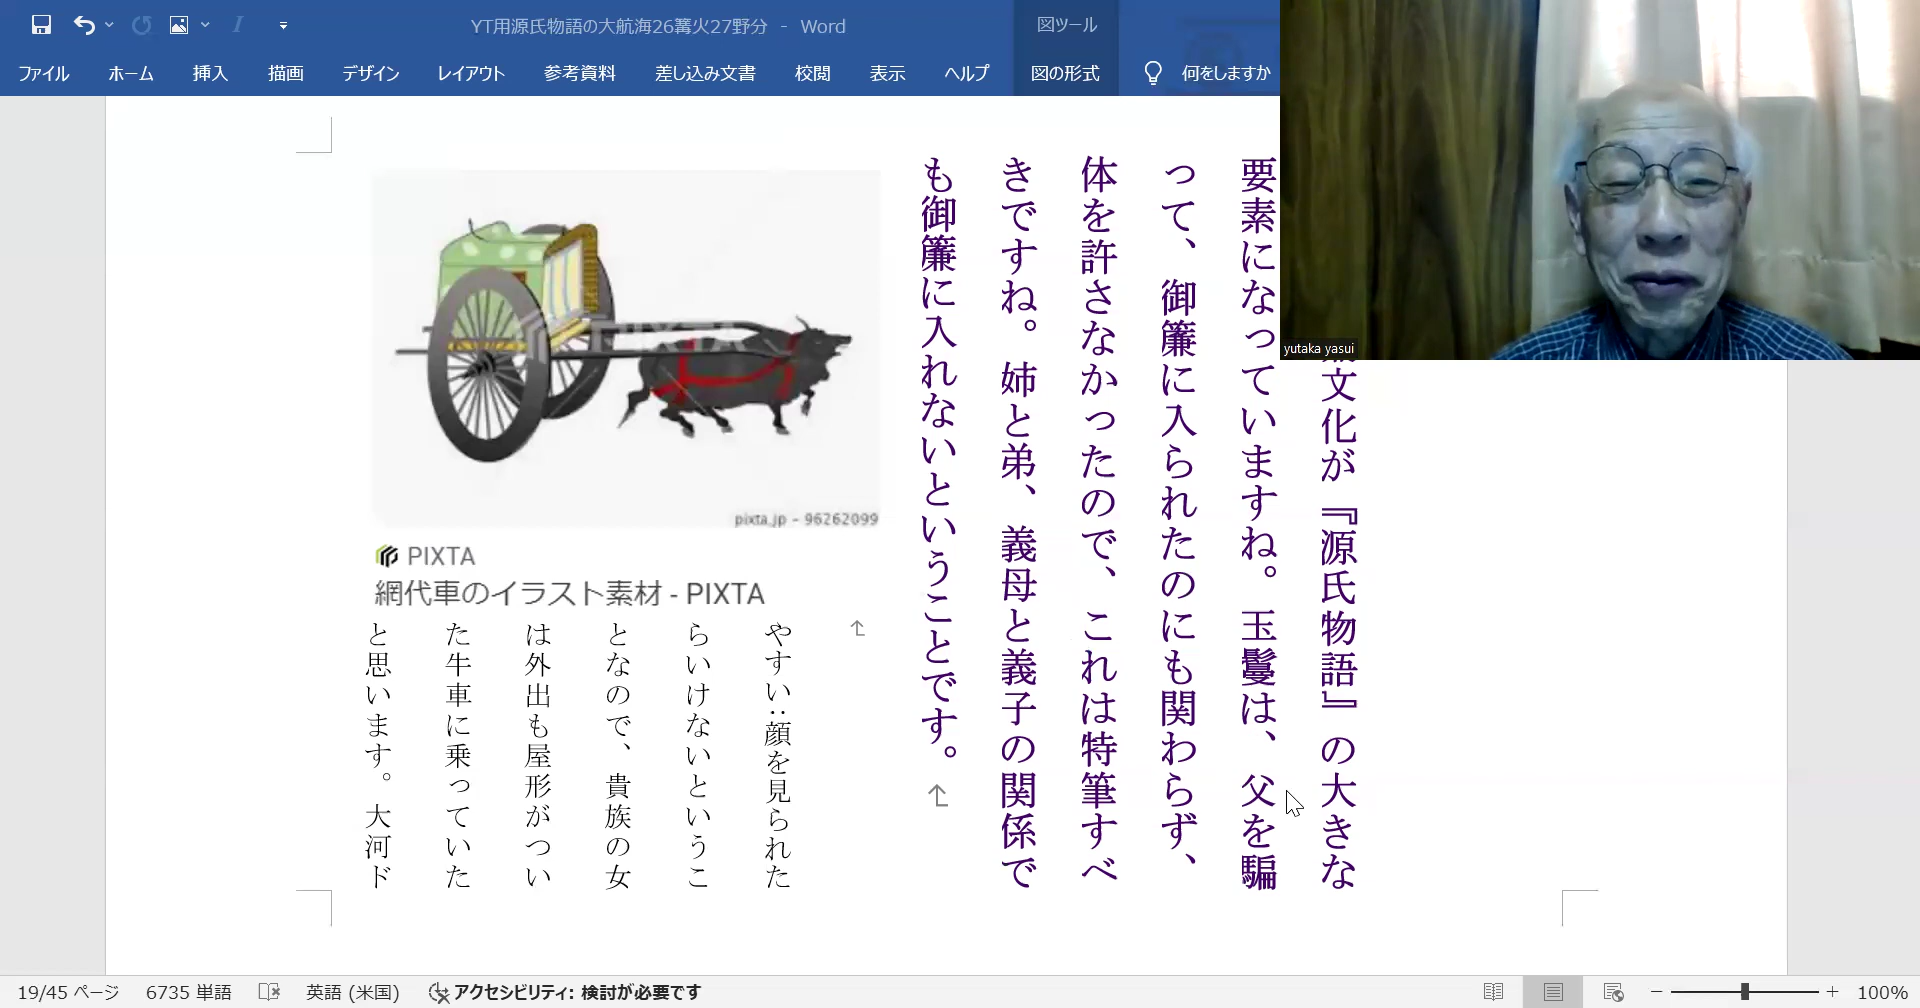 YT用源氏物語の大航海26篝火27野分 - Word
図ツール
ファイル
ホーム
挿入
描画
デザイン
レイアウト
参考資料
差し込み文書
校閲
表示
ヘルプ
図の形式
何をしますか
yutaka yasui
文化が『源氏物語』の大きな
要素になっていますね。玉鬘は、父を騙
って、御簾に入られたのにも関わらず、
体を許さなかったので、これは特筆すべ
きですね。姉と弟、義母と義子の関係で
も御簾に入れないということです。
PIXTA
pixta.jp - 96262099
PIXTA
網代車のイラスト素材 - PIXTA
やすい:顔を見られた
らいけないというこ
となので、貴族の女
は外出も屋形がつい
た牛車に乗っていた
と思います。大河ド
19/45 ページ
6735 単語
英語 (米国)
アクセシビリティ: 検討が必要です
100%